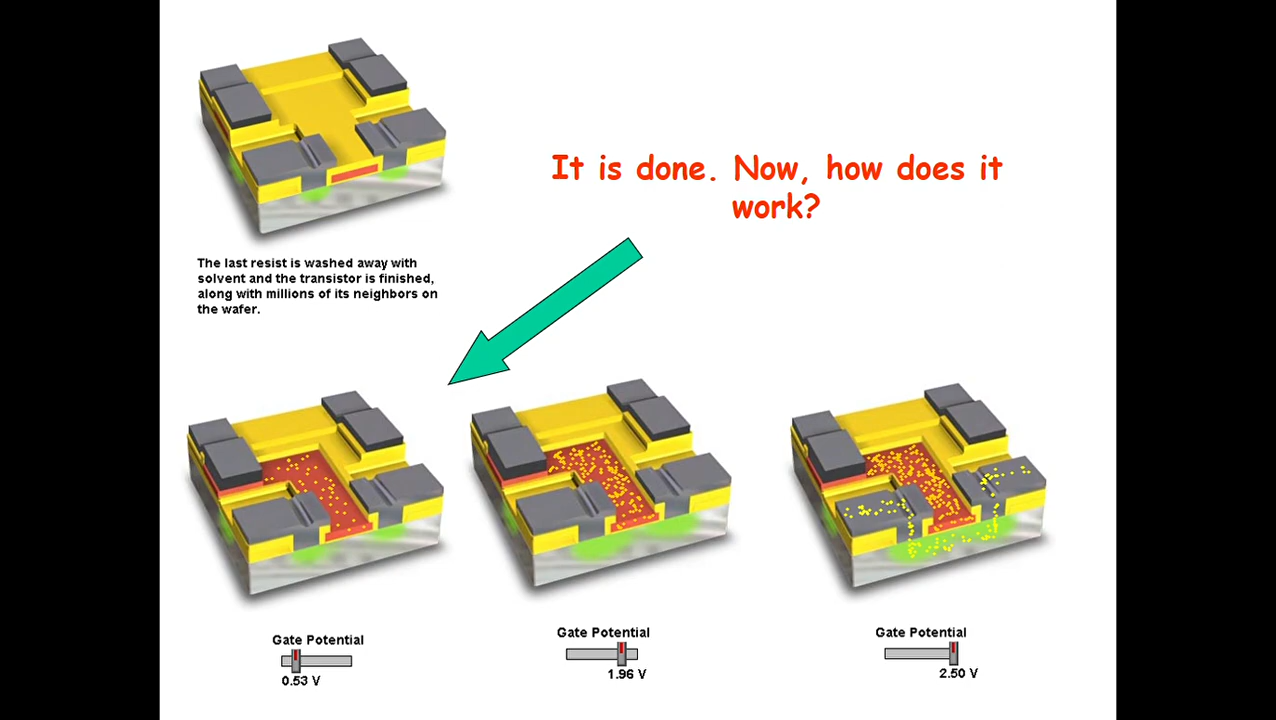 It is done. Now, how does it
work?
The last resist is washed away with
solvent and the transistor is finished,
along with millions of its neighbors on
the wafer.
Gate Potential
0.53 V
Gate Potential
1.96 V
Gate Potential
2.50 V